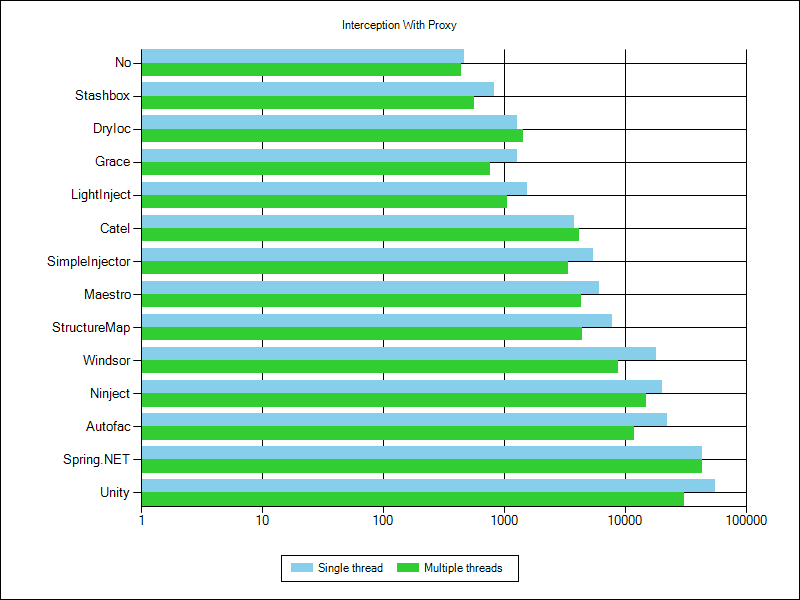 Interception With Proxy
No
Stashbox
DryIoc
Grace
LightInject
Catel
SimpleInjector
Maestro
StructureMap
Windsor
Ninject
Autofac
Spring.NET
Unity
1 10 100 1000 10000 100000
Single thread Multiple threads